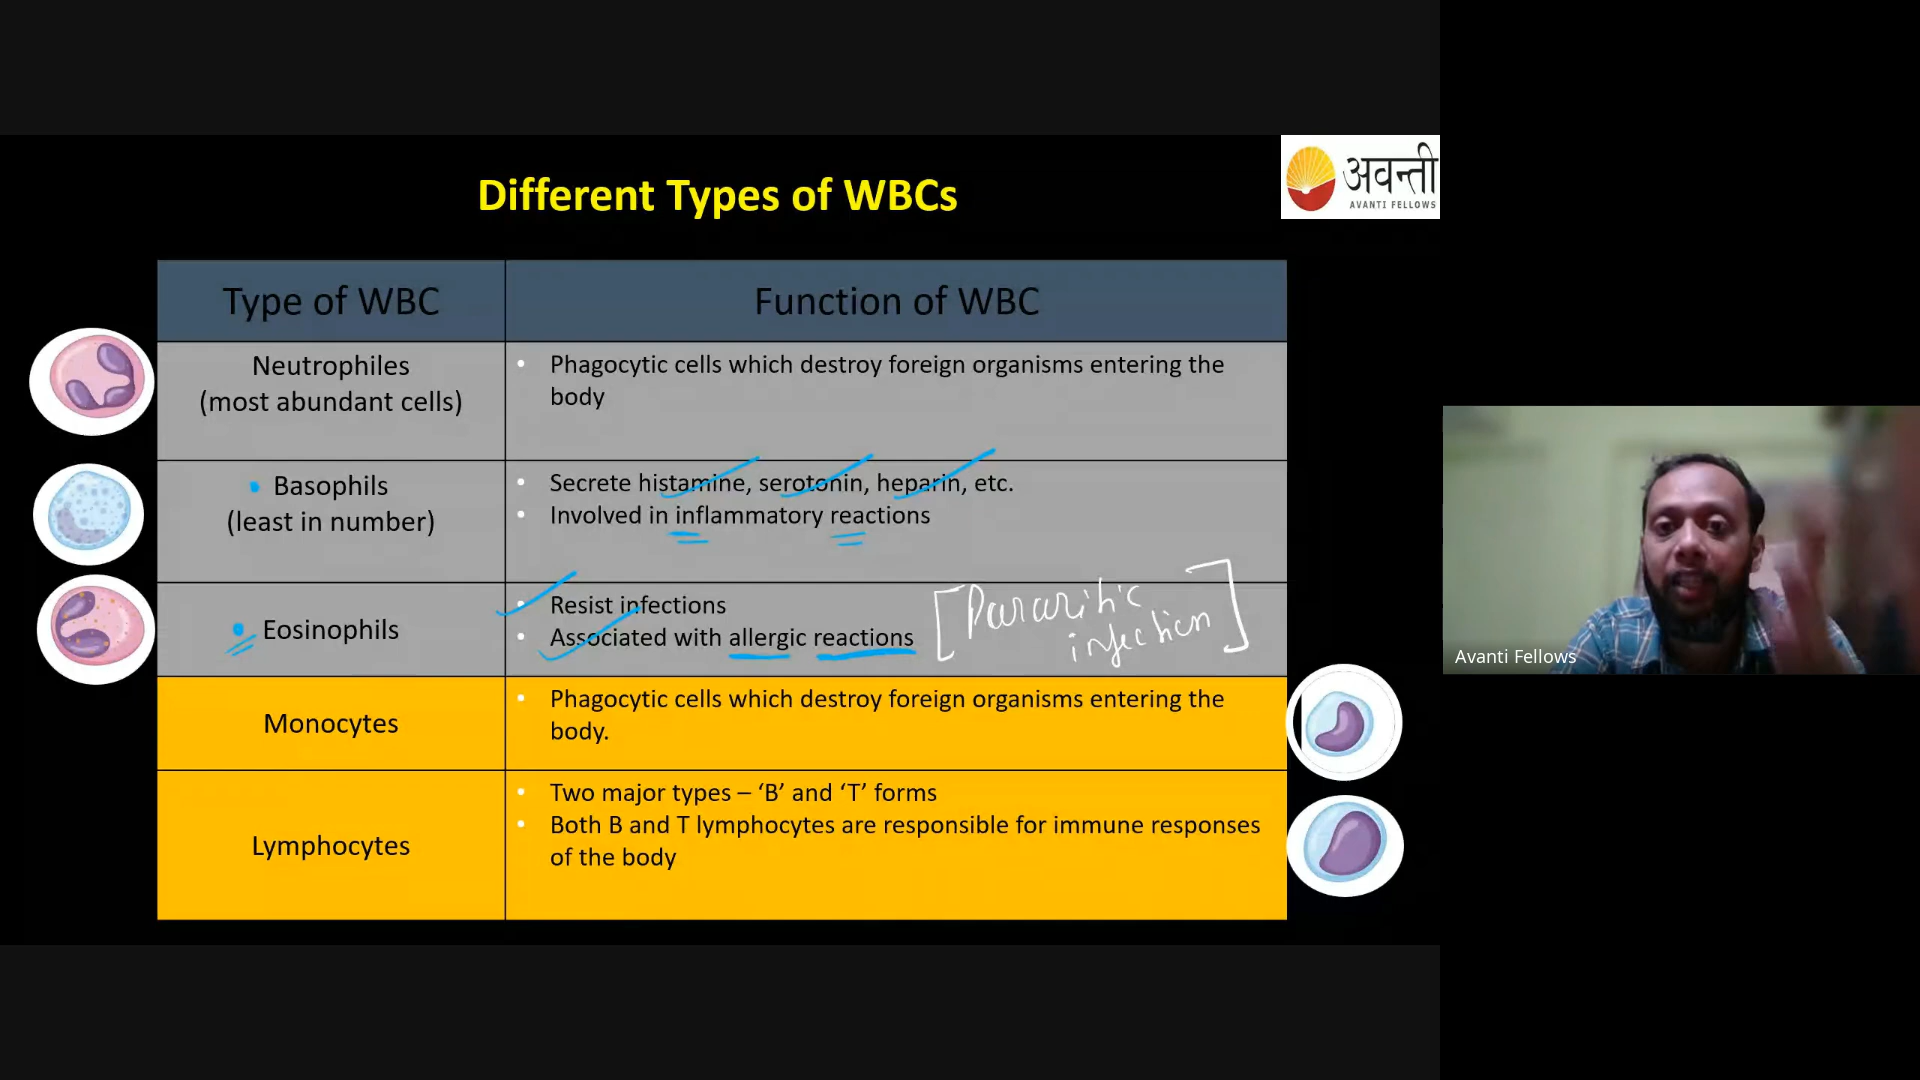 Different Types of WBCs
अवन्ती
AVANTI FELLOWS
Type of WBC
Function of WBC
Neutrophiles
(most abundant cells)
• Phagocytic cells which destroy foreign organisms entering the
body
Basophils
(least in number)
• Secrete histamine, serotonin, heparin, etc.
• Involved in inflammatory reactions
Eosinophils
• Resist infections
• Associated with allergic reactions
[Pararitic
infection]
Monocytes
• Phagocytic cells which destroy foreign organisms entering the
body.
Lymphocytes
• Two major types – ‘B’ and ‘T’ forms
• Both B and T lymphocytes are responsible for immune responses
of the body
Avanti Fellows